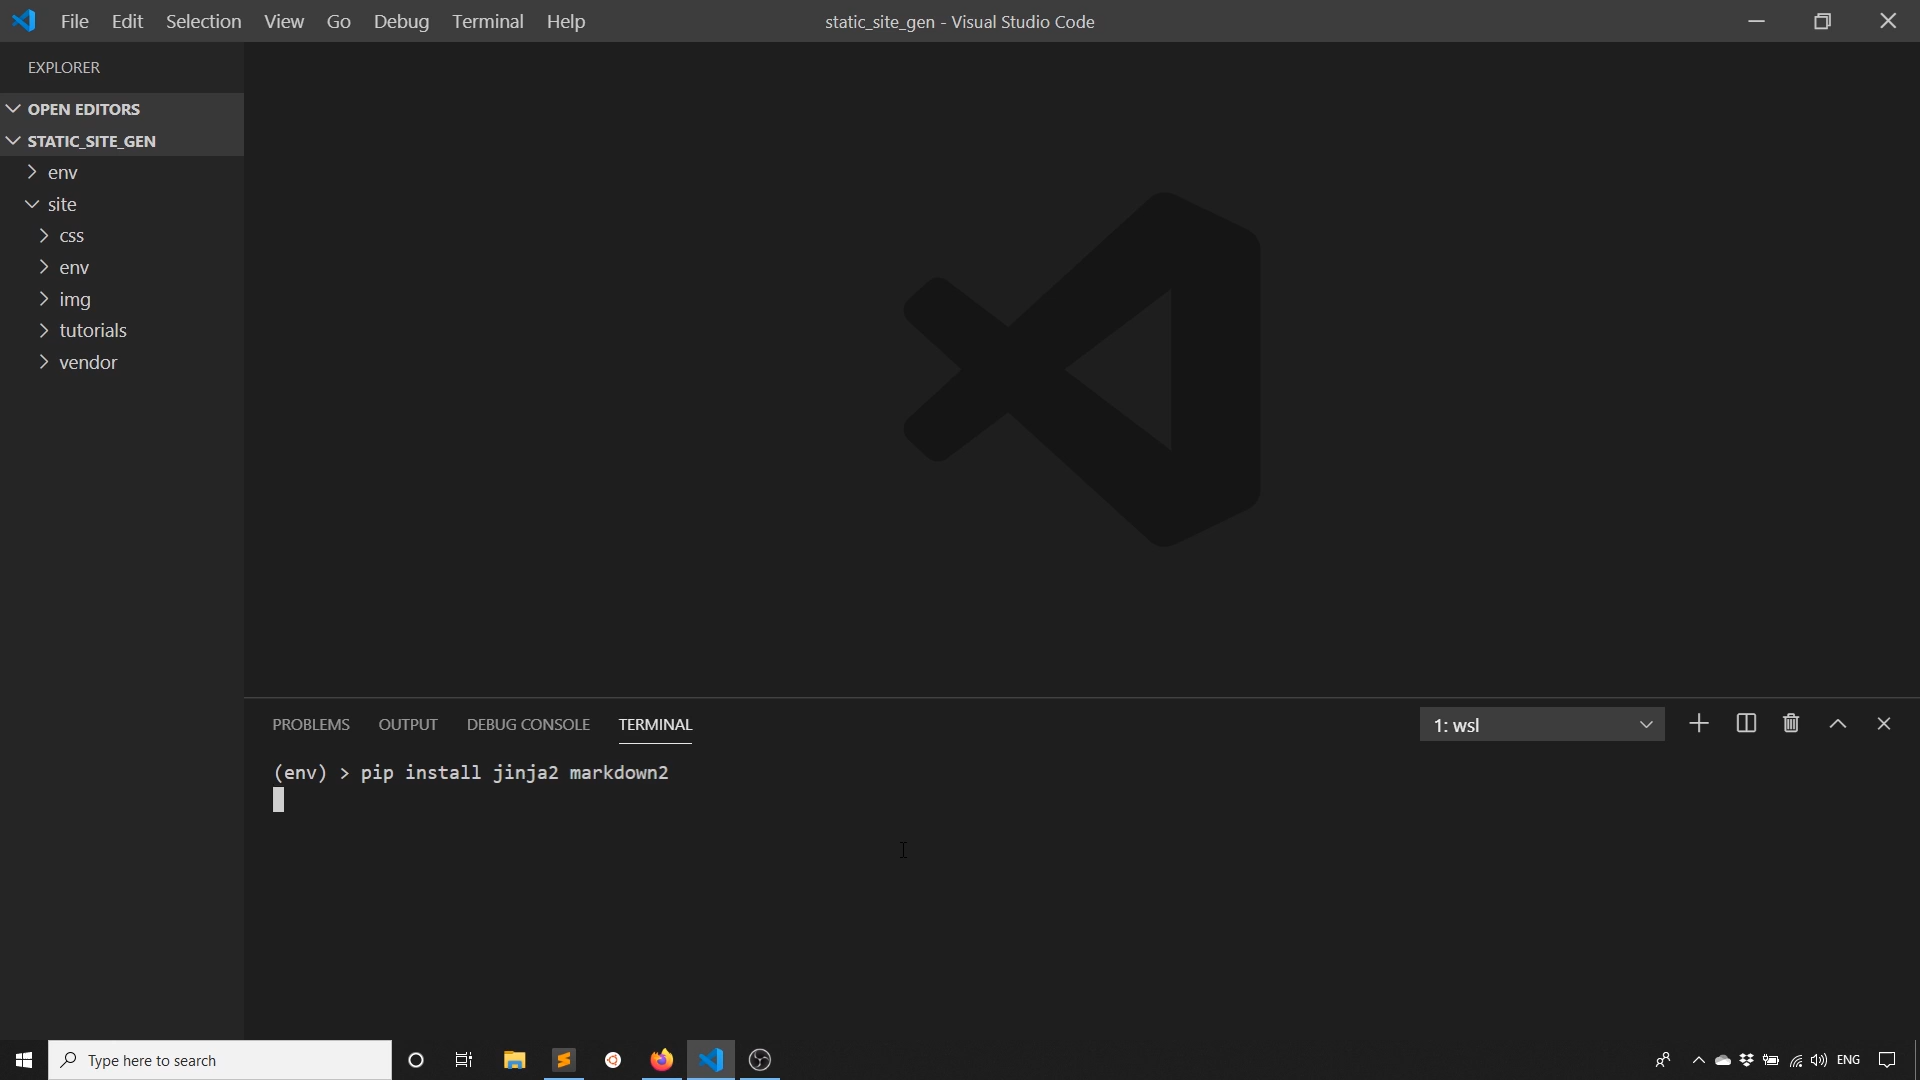 File Edit Selection View Go Debug Terminal Help
static_site_gen - Visual Studio Code
EXPLORER
OPEN EDITORS
STATIC_SITE_GEN
env
site
css
env
img
tutorials
vendor
PROBLEMS OUTPUT DEBUG CONSOLE TERMINAL
1: wsl
(env) > pip install jinja2 markdown2
Type here to search
ENG